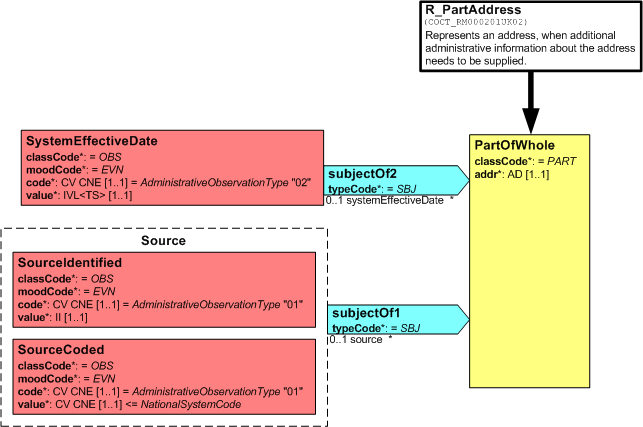 R_PartAddress
(COCT_RM000201UK02)
Represents an address, when additional
administrative information about the address
needs to be supplied.
SystemEffectiveDate
classCode*: = OBS
moodCode*: = EVN
code*: CV CNE [1..1] = AdministrativeObservationType "02"
value*: IVL<TS> [1..1]
subjectOf2
typeCode*: = SBJ
0..1 systemEffectiveDate *
PartOfWhole
classCode*: = PART
addr*: AD [1..1]
Source
SourceIdentified
classCode*: = OBS
moodCode*: = EVN
code*: CV CNE [1..1] = AdministrativeObservationType "01"
value*: II [1..1]
subjectOf1
typeCode*: = SBJ
0..1 source *
SourceCoded
classCode*: = OBS
moodCode*: = EVN
code*: CV CNE [1..1] = AdministrativeObservationType "01"
value*: CV CNE [1..1] <= NationalSystemCode